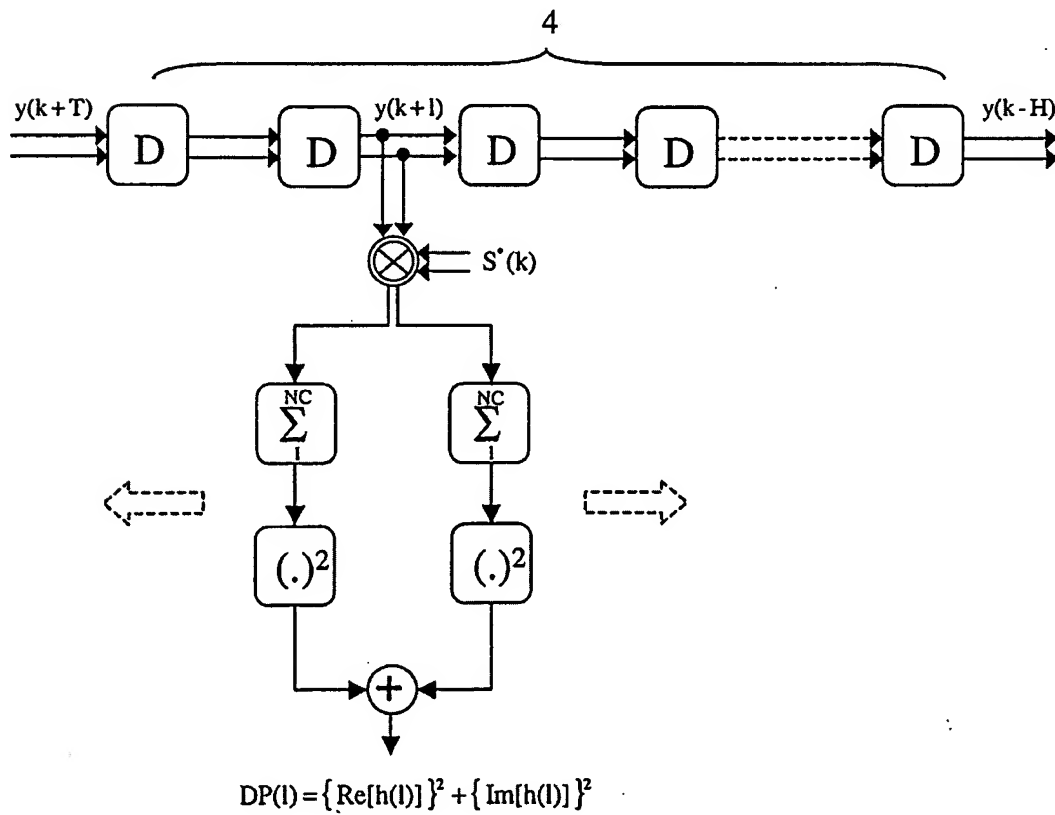 4
y(k+T) y(k+l) y(k-H)
D D D D D
S*(k)
NC NC
∑ ∑
1 1
(.)² (.)²
+
DP(l) = {Re[h(l)]}² + {Im[h(l)]}²